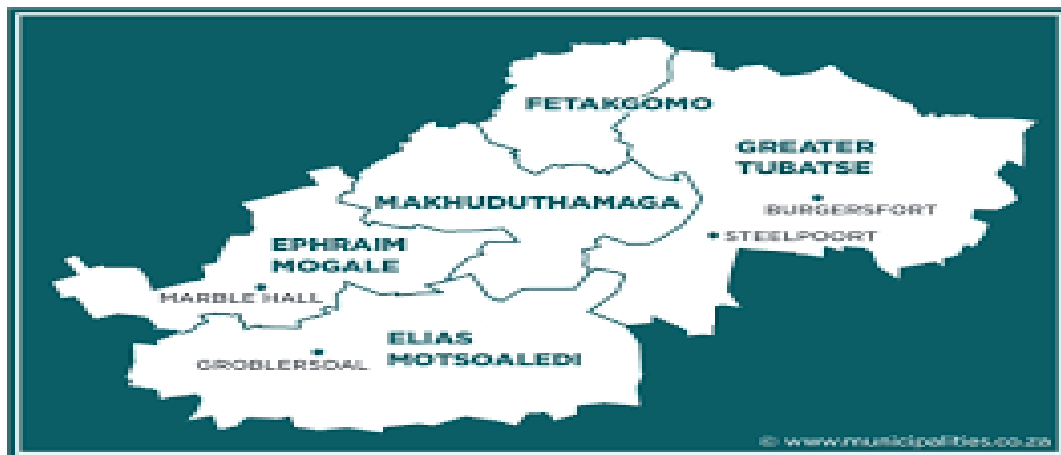 FETAKGOMO
GREATER
TUBATSE
BURGERSFORT
MAKHUDUTHAMAGA
STEELPOORT
EPHRAIM
MOGALE
MARBLE HALL
ELIAS
MOTSOALEDI
GROBLERSDAL
© www.municipalities.co.za